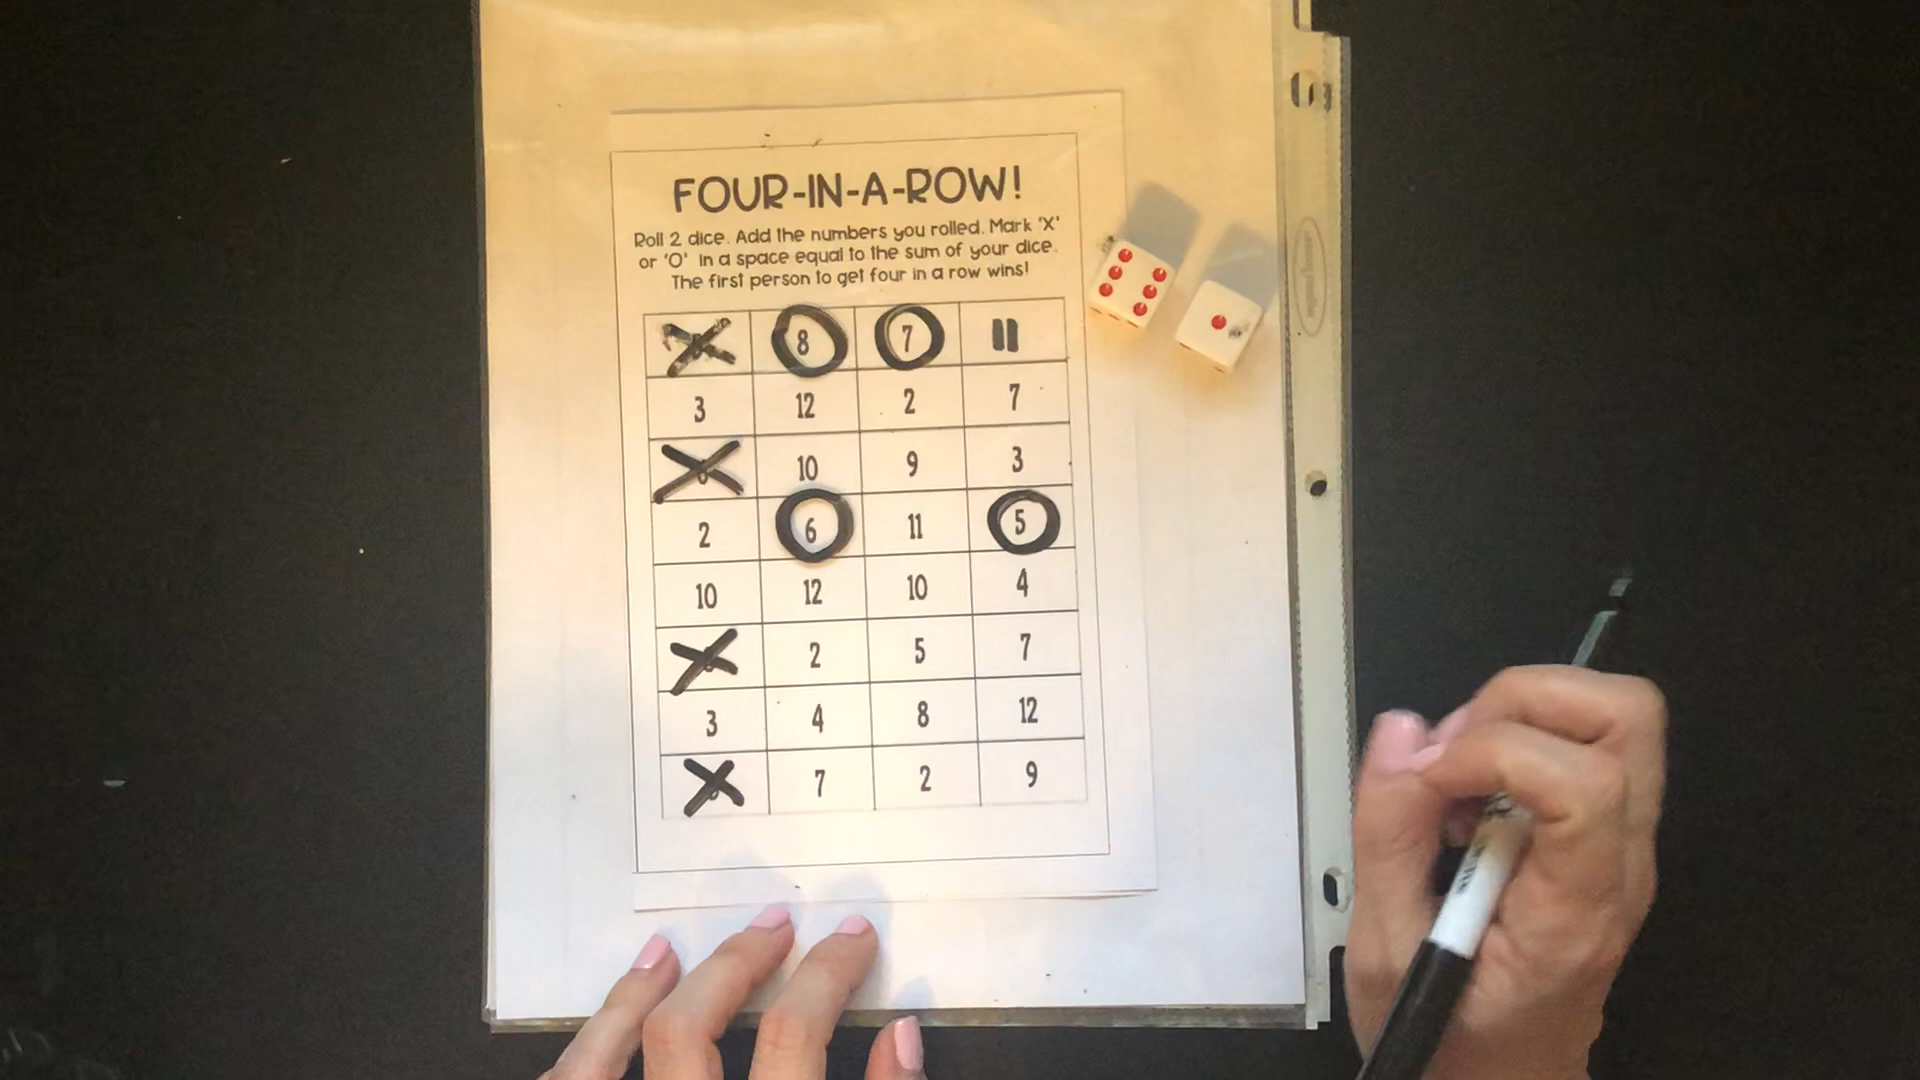 FOUR-IN-A-ROW!
Roll 2 dice. Add the numbers you rolled. Mark 'X'
or 'O' in a space equal to the sum of your dice.
The first person to get four in a row wins!
X 8 7 11
3 12 2 7
X 10 9 3
2 6 11 5
10 12 10 4
X 2 5 7
3 4 8 12
X 7 2 9